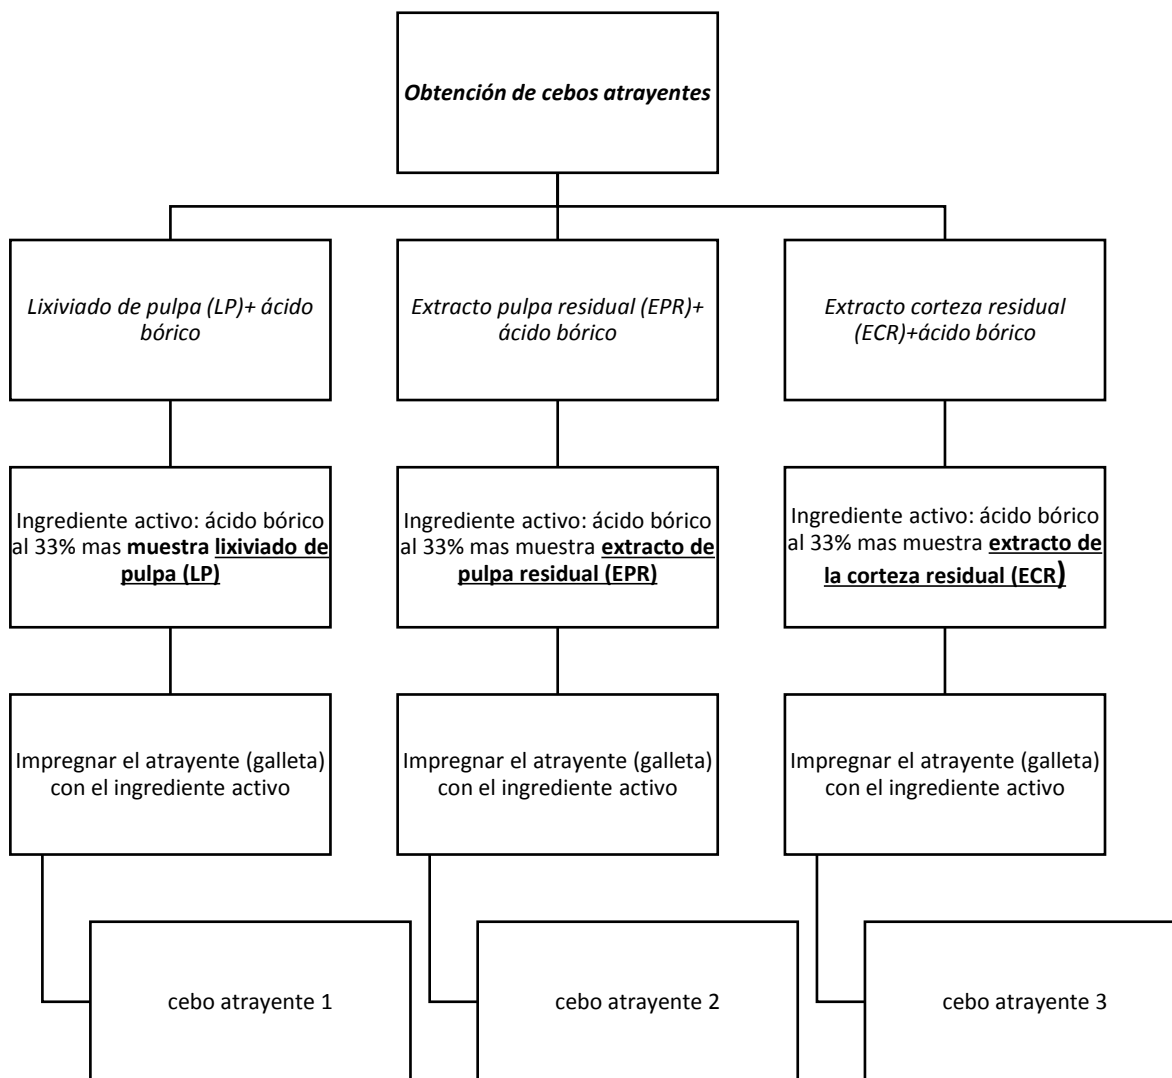 Obtención de cebos atrayentes
Lixiviado de pulpa (LP)+ ácido
bórico
Extracto pulpa residual (EPR)+
ácido bórico
Extracto corteza residual
(ECR)+ácido bórico
Ingrediente activo: ácido bórico
al 33% mas muestra lixiviado de
pulpa (LP)
Ingrediente activo: ácido bórico
al 33% mas muestra extracto de
pulpa residual (EPR)
Ingrediente activo: ácido bórico
al 33% mas muestra extracto de
la corteza residual (ECR)
Impregnar el atrayente (galleta)
con el ingrediente activo
Impregnar el atrayente (galleta)
con el ingrediente activo
Impregnar el atrayente (galleta)
con el ingrediente activo
cebo atrayente 1
cebo atrayente 2
cebo atrayente 3